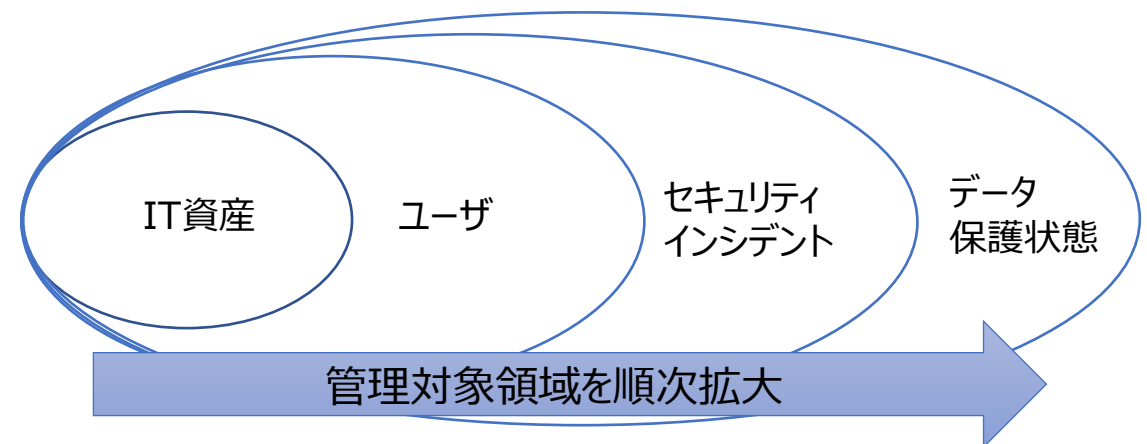 IT資産
ユーザ
セキュリティ
インシデント
データ
保護状態
管理対象領域を順次拡大